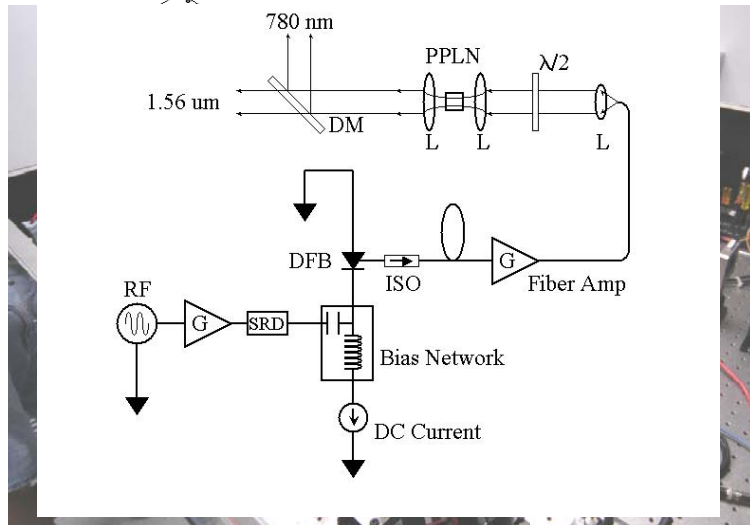 780 nm
PPLN
λ/2
1.56 um
DM
L
L
L
DFB
ISO
G
Fiber Amp
RF
G
SRD
Bias Network
DC Current